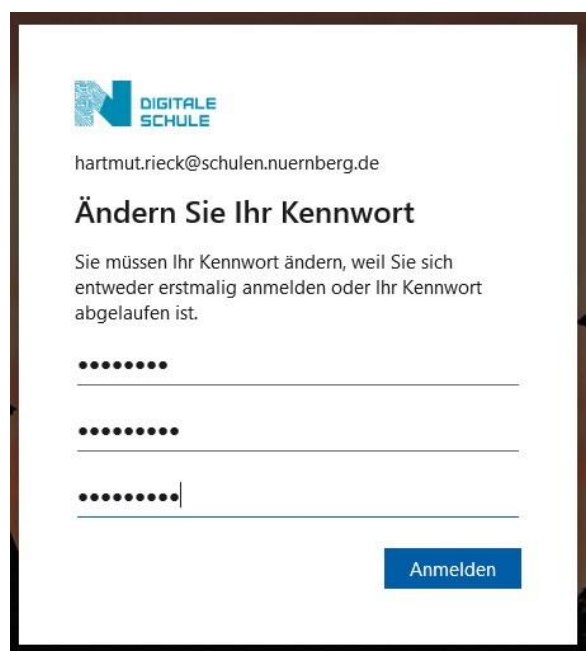 DIGITALE
SCHULE
hartmut.rieck@schulen.nuernberg.de
Ändern Sie Ihr Kennwort
Sie müssen Ihr Kennwort ändern, weil Sie sich
entweder erstmalig anmelden oder Ihr Kennwort
abgelaufen ist.
••••••••
•••••••••
•••••••••
Anmelden